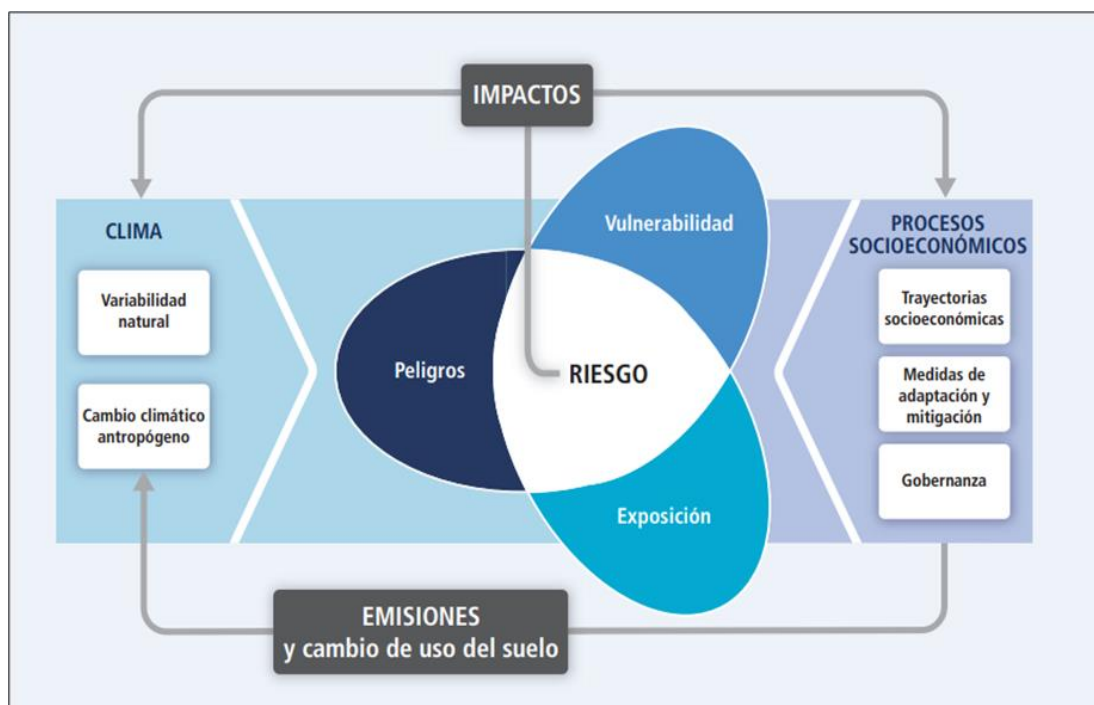 IMPACTOS
CLIMA
Variabilidad
natural
Cambio climático
antropógeno
Vulnerabilidad
Peligros
RIESGO
Exposición
PROCESOS
SOCIOECONÓMICOS
Trayectorias
socioeconómicas
Medidas de
adaptación y
mitigación
Gobernanza
EMISIONES
y cambio de uso del suelo